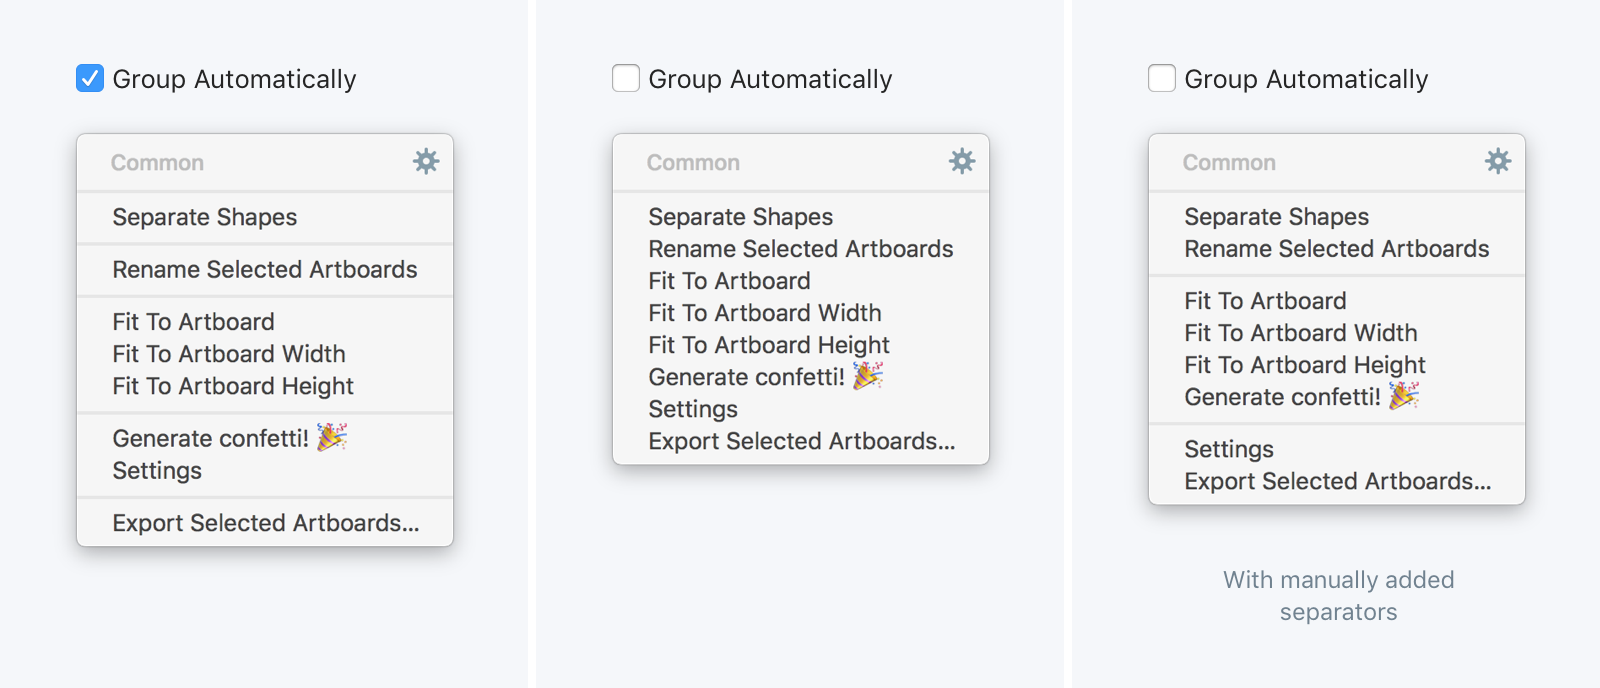 Group Automatically
Common
Separate Shapes
Rename Selected Artboards
Fit To Artboard
Fit To Artboard Width
Fit To Artboard Height
Generate confetti! 🎉
Settings
Export Selected Artboards...
Group Automatically
Common
Separate Shapes
Rename Selected Artboards
Fit To Artboard
Fit To Artboard Width
Fit To Artboard Height
Generate confetti! 🎉
Settings
Export Selected Artboards...
Group Automatically
Common
Separate Shapes
Rename Selected Artboards
Fit To Artboard
Fit To Artboard Width
Fit To Artboard Height
Generate confetti! 🎉
Settings
Export Selected Artboards...
With manually added
separators